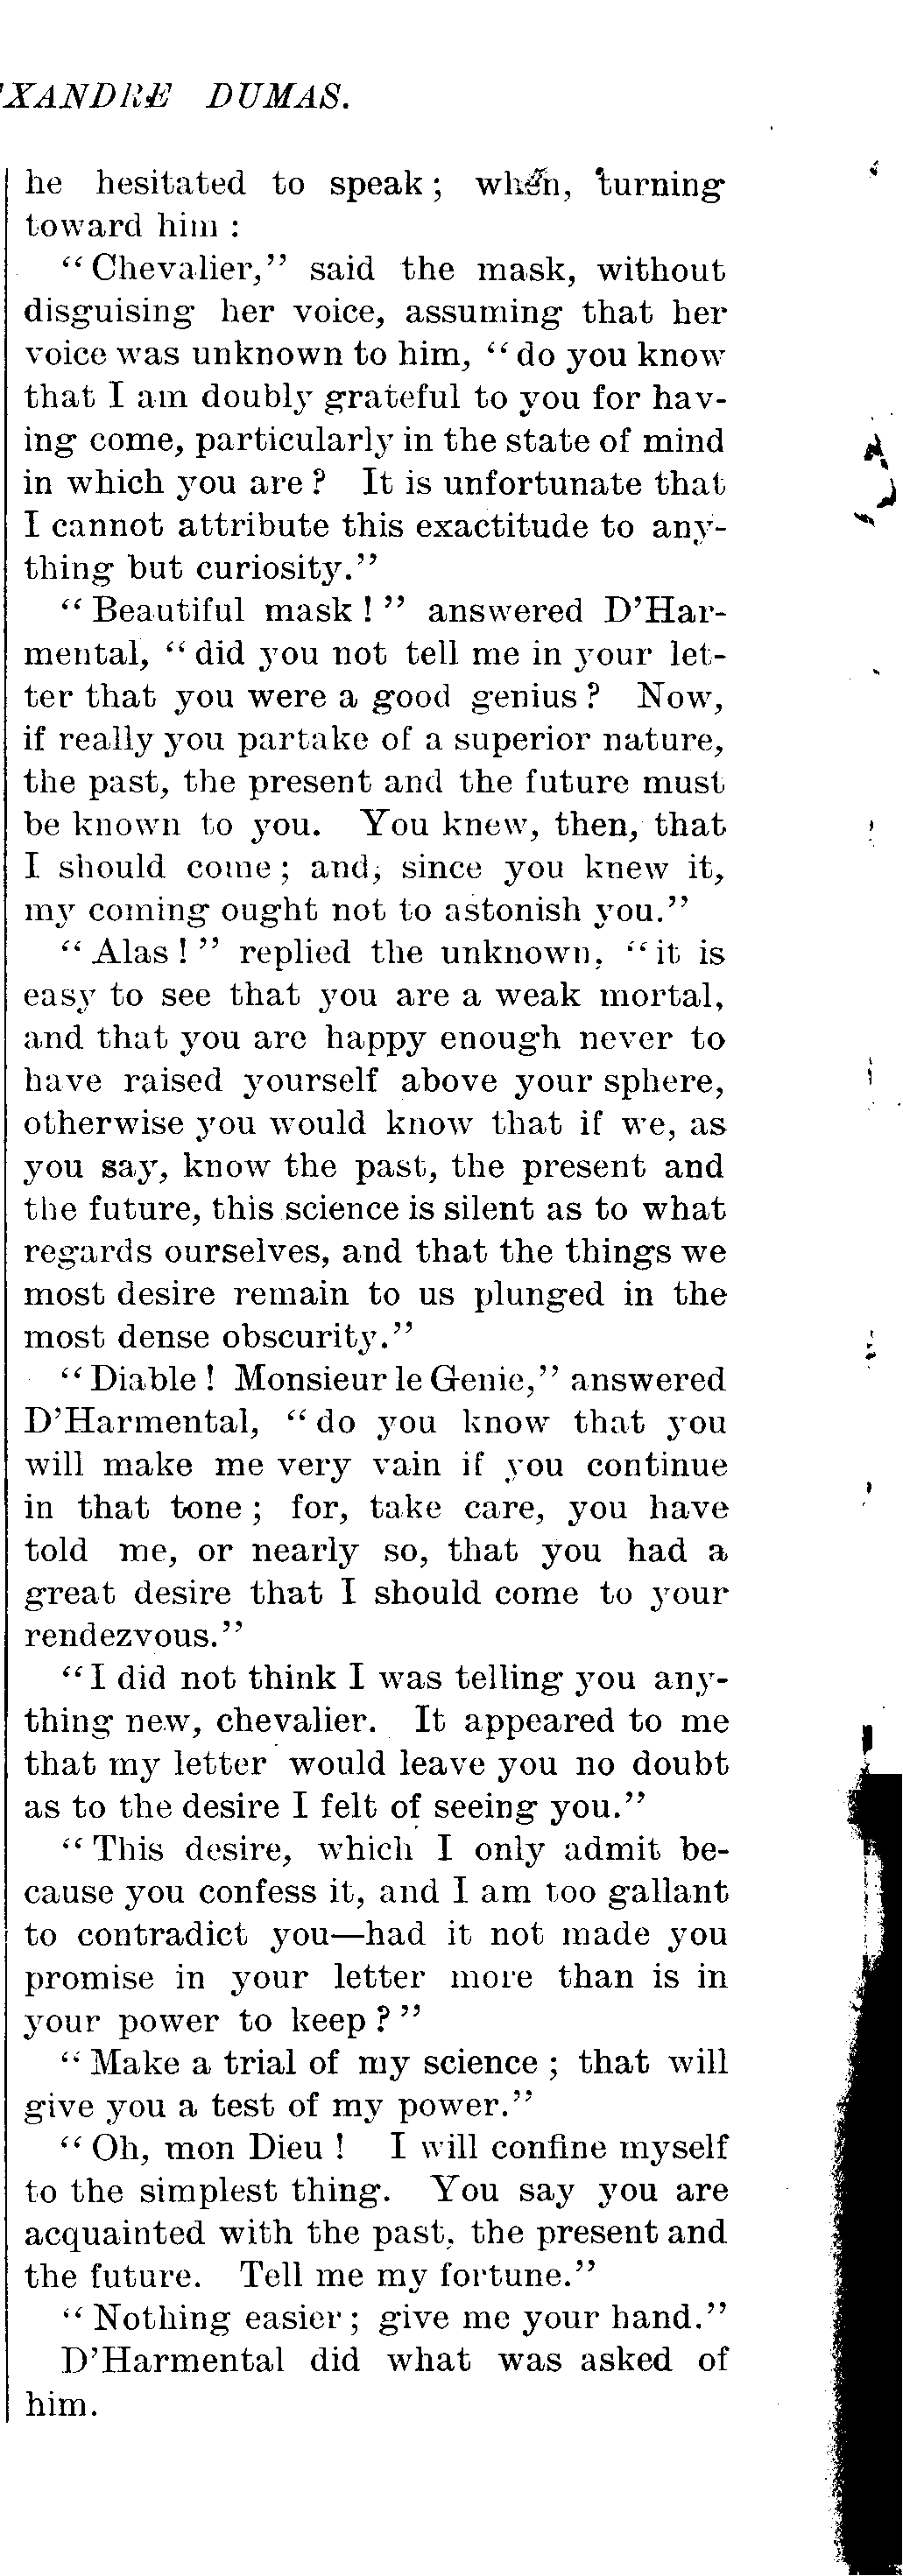 XANDRE DUMAS.
he hesitated to speak; when, turning
toward him:
"Chevalier," said the mask, without
disguising her voice, assuming that her
voice was unknown to him, "do you know
that I am doubly grateful to you for hav-
ing come, particularly in the state of mind
in which you are? It is unfortunate that
I cannot attribute this exactitude to any-
thing but curiosity."
"Beautiful mask!" answered D'Har-
mental, "did you not tell me in your let-
ter that you were a good genius? Now,
if really you partake of a superior nature,
the past, the present and the future must
be known to you. You knew, then, that
I should come; and, since you knew it,
my coming ought not to astonish you."
"Alas!" replied the unknown, "it is
easy to see that you are a weak mortal,
and that you are happy enough never to
have raised yourself above your sphere,
otherwise you would know that if we, as
you say, know the past, the present and
the future, this science is silent as to what
regards ourselves, and that the things we
most desire remain to us plunged in the
most dense obscurity."
"Diable! Monsieur le Genie," answered
D'Harmental, "do you know that you
will make me very vain if you continue
in that tone; for, take care, you have
told me, or nearly so, that you had a
great desire that I should come to your
rendezvous."
"I did not think I was telling you any-
thing new, chevalier. It appeared to me
that my letter would leave you no doubt
as to the desire I felt of seeing you."
"This desire, which I only admit be-
cause you confess it, and I am too gallant
to contradict you—had it not made you
promise in your letter more than is in
your power to keep?"
"Make a trial of my science; that will
give you a test of my power."
"Oh, mon Dieu! I will confine myself
to the simplest thing. You say you are
acquainted with the past, the present and
the future. Tell me my fortune."
"Nothing easier; give me your hand."
D'Harmental did what was asked of
him.